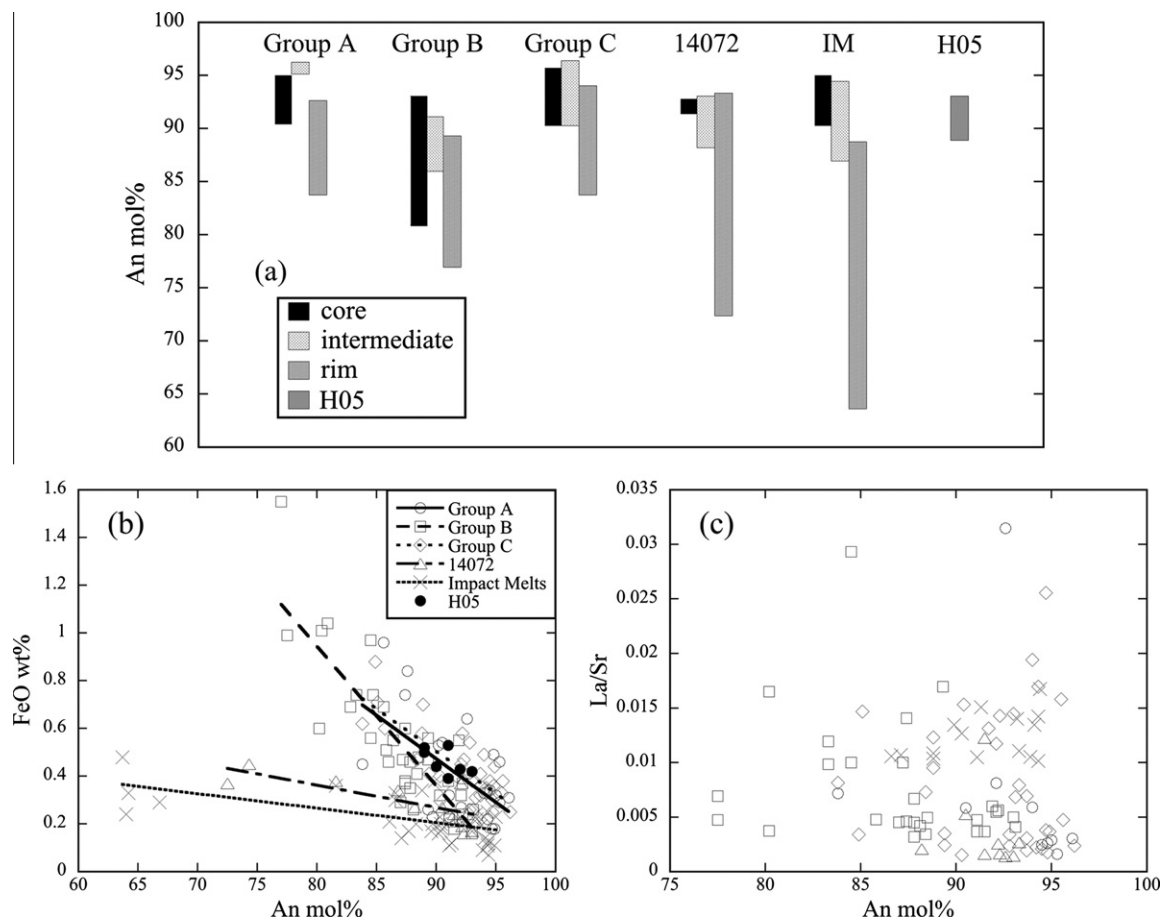 100
95
90
85
80
75
70
65
60
An mol%
Group A
Group B
Group C
14072
IM
H05
(a)
core
intermediate
rim
H05
1.6
1.4
1.2
1
0.8
0.6
0.4
0.2
0
FeO wt%
(b)
Group A
Group B
Group C
14072
Impact Melts
H05
60 65 70 75 80 85 90 95 100
An mol%
0.035
0.03
0.025
0.02
0.015
0.01
0.005
0
La/Sr
(c)
75 80 85 90 95 100
An mol%